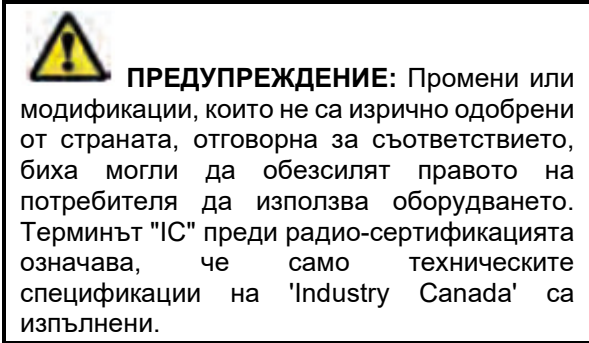 ПРЕДУПРЕЖДЕНИЕ: Промени или
модификации, които не са изрично одобрени
от страната, отговорна за съответствието,
биха могли да обезсилят правото на
потребителя да използва оборудването.
Терминът "IC" преди радио-сертификацията
означава, че само техническите
спецификации на 'Industry Canada' са
изпълнени.